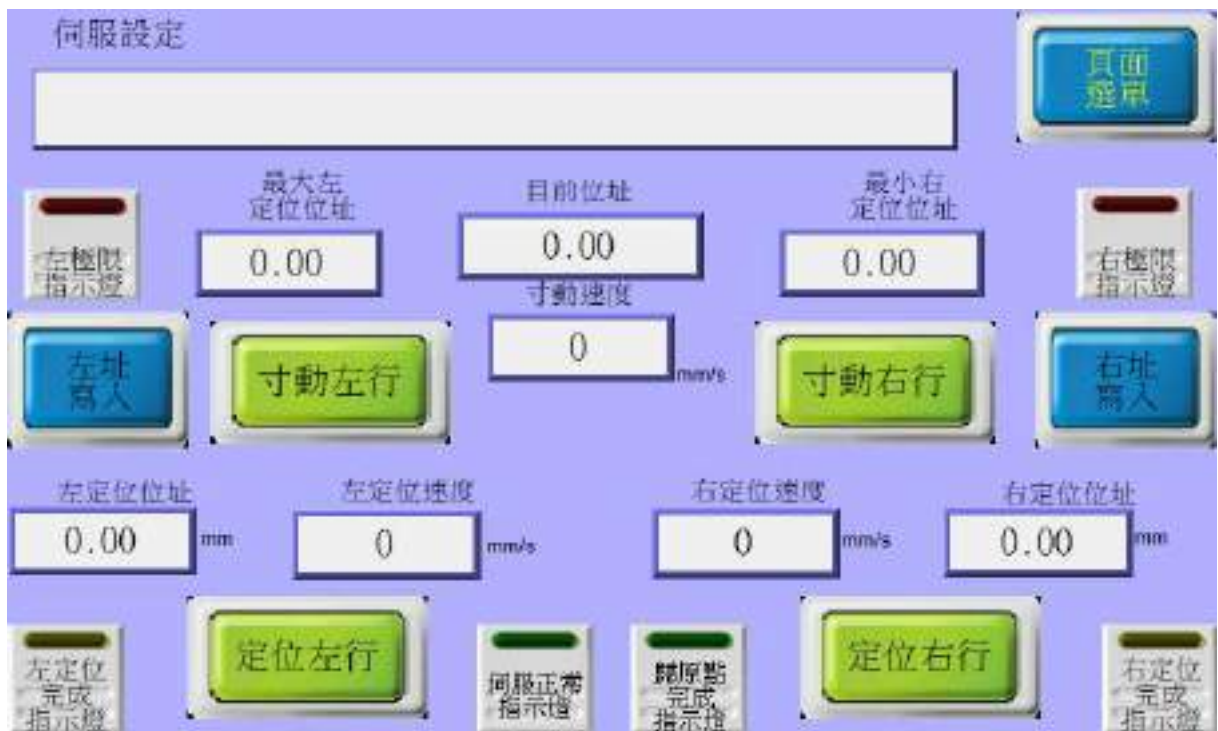 伺服設定
頁面
選單
最大左
定位位址
目前位址
最小右
定位位址
左極限
指示燈
0.00
0.00
0.00
右極限
指示燈
寸動速度
左址
寫入
寸動左行
0
mm/s
寸動右行
右址
寫入
左定位位址
左定位速度
右定位速度
右定位位址
0.00
mm
0
mm/s
0
mm/s
0.00
mm
左定位
完成
指示燈
定位左行
伺服正常
指示燈
歸原點
完成
指示燈
定位右行
右定位
完成
指示燈